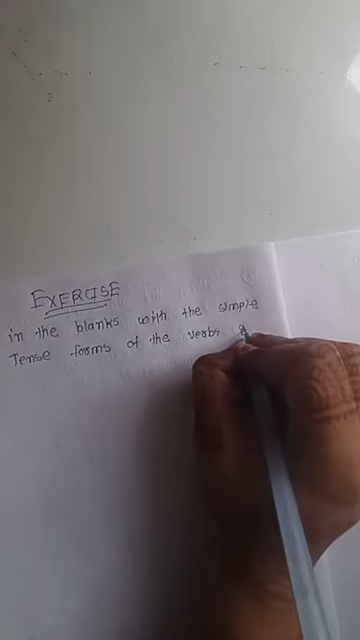 EXERCISE
in the blanks with the simple
Tense forms of the verbs